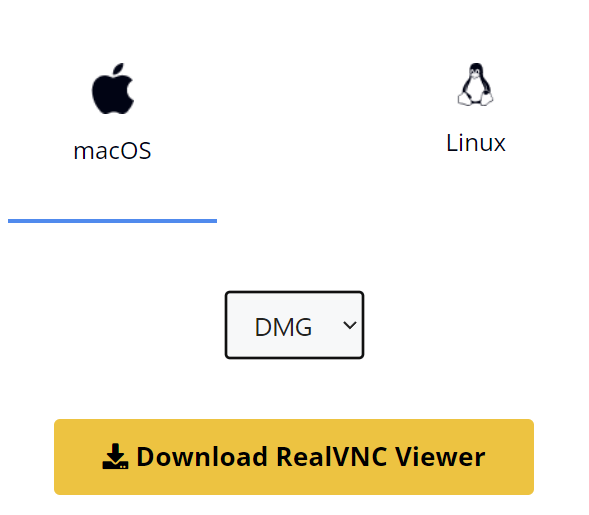 macOS
Linux
DMG
Download RealVNC Viewer